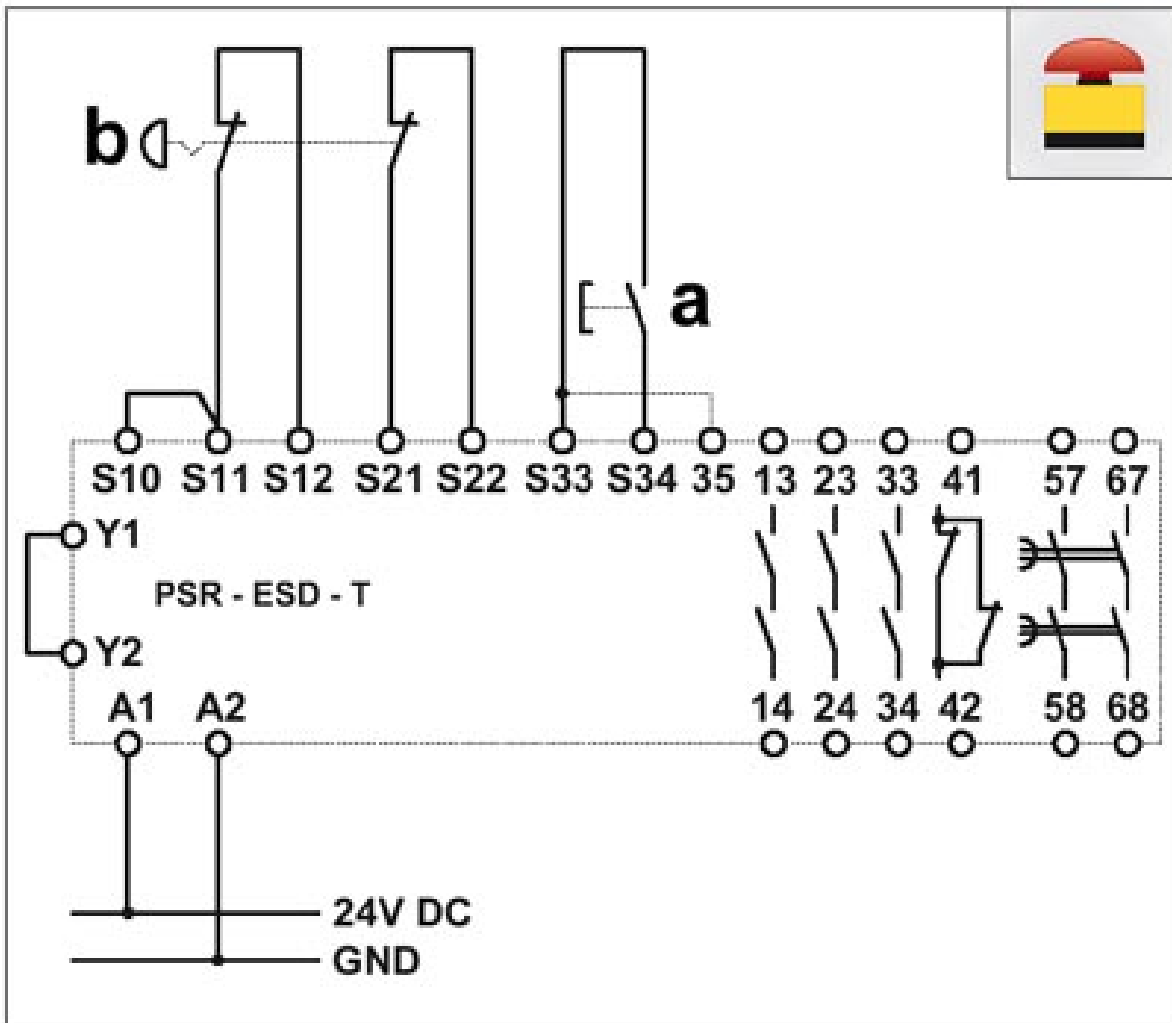 b
a
S10 S11 S12 S21 S22 S33 S34 35 13 23 33 41 57 67
Y1
PSR - ESD - T
Y2
A1 A2 14 24 34 42 58 68
24V DC
GND